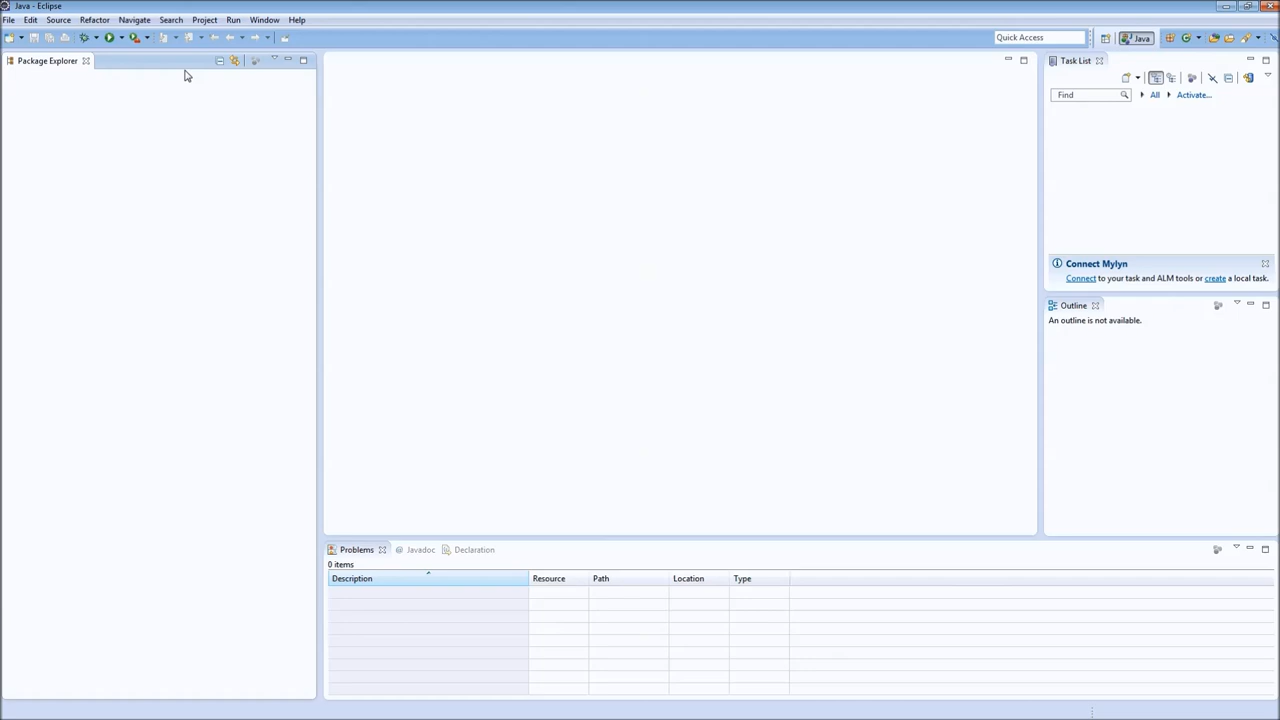 Java - Eclipse
File Edit Source Refactor Navigate Search Project Run Window Help
Quick Access
Java
Package Explorer
Task List
Find
All
Activate...
Connect Mylyn
Connect to your task and ALM tools or create a local task.
Outline
An outline is not available.
Problems @ Javadoc Declaration
0 items
Description Resource Path Location Type